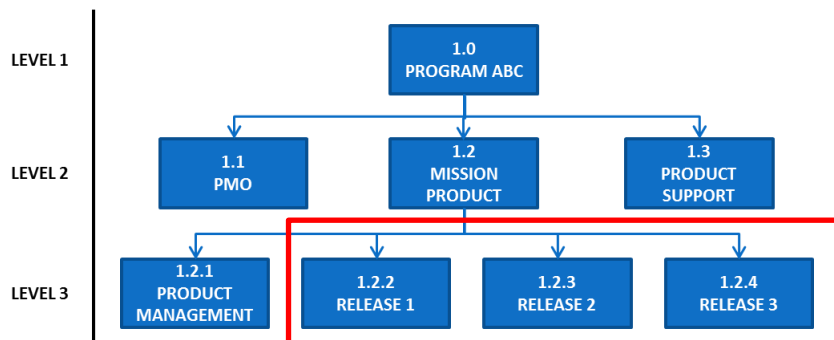 LEVEL 1
1.0
PROGRAM ABC
LEVEL 2
1.1
PMO
1.2
MISSION
PRODUCT
1.3
PRODUCT
SUPPORT
LEVEL 3
1.2.1
PRODUCT
MANAGEMENT
1.2.2
RELEASE 1
1.2.3
RELEASE 2
1.2.4
RELEASE 3